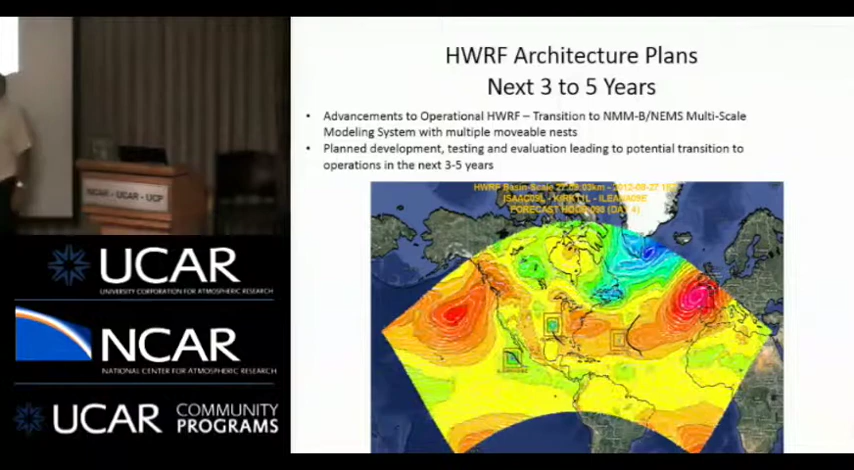 HWRF Architecture Plans
Next 3 to 5 Years
• Advancements to Operational HWRF – Transition to NMM-B/NEMS Multi-Scale
Modeling System with multiple moveable nests
• Planned development, testing and evaluation leading to potential transition to
operations in the next 3-5 years
HWRF Basin-Scale
FORECAST HOUR
NCAR - UCAR - UCP
UCAR
UNIVERSITY CORPORATION FOR ATMOSPHERIC RESEARCH
NCAR
NATIONAL CENTER FOR ATMOSPHERIC RESEARCH
UCAR COMMUNITY
PROGRAMS